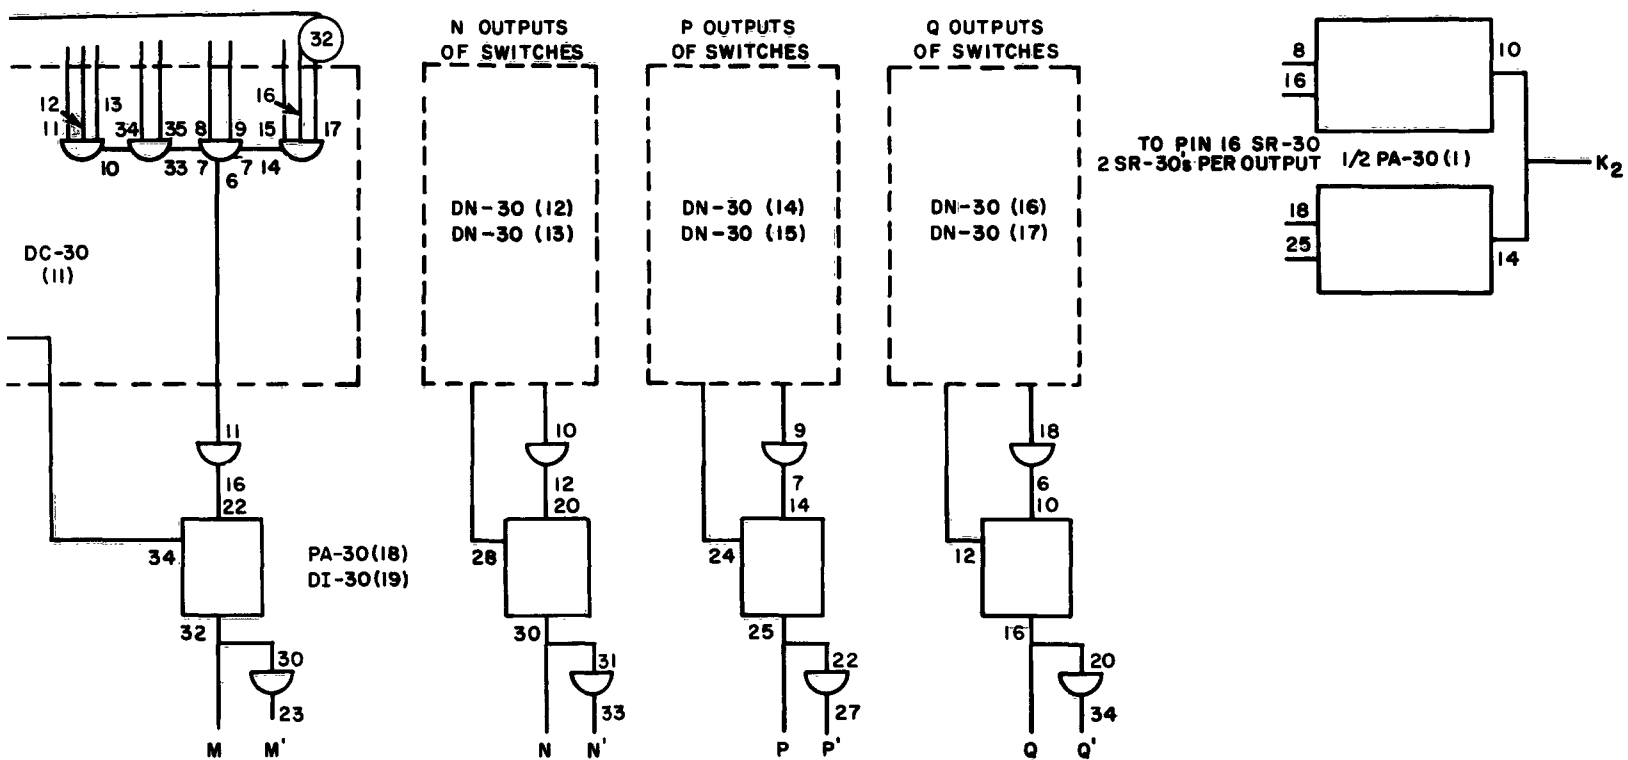 N OUTPUTS
OF SWITCHES
P OUTPUTS
OF SWITCHES
Q OUTPUTS
OF SWITCHES
32
12
13
11
34
35
8
9
15
16
17
10
33
7
7
14
6
DC-30
(11)
DN-30 (12)
DN-30 (13)
DN-30 (14)
DN-30 (15)
DN-30 (16)
DN-30 (17)
8
16
10
TO PIN 16 SR-30
2 SR-30's PER OUTPUT
1/2 PA-30 (1)
K2
18
25
14
11
16
22
34
32
30
23
M
M'
PA-30(18)
DI-30(19)
10
12
20
28
30
31
33
N
N'
9
7
14
24
25
22
27
P
P'
18
6
10
12
16
20
34
Q
Q'